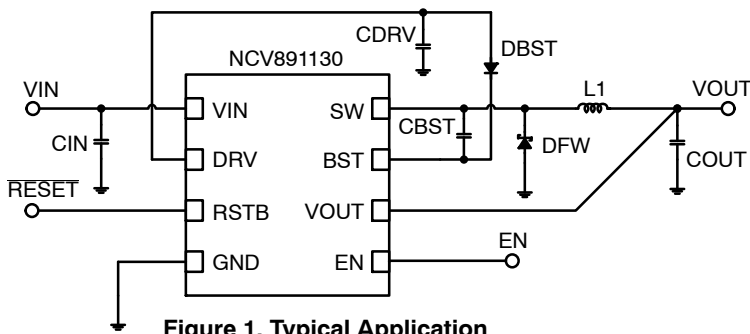 CDRV
DBST
NCV891130
VIN
L1
VOUT
VIN
SW
CIN
CBST
DFW
COUT
DRV
BST
RESET
RSTB
VOUT
EN
GND
EN
Figure 1. Typical Application